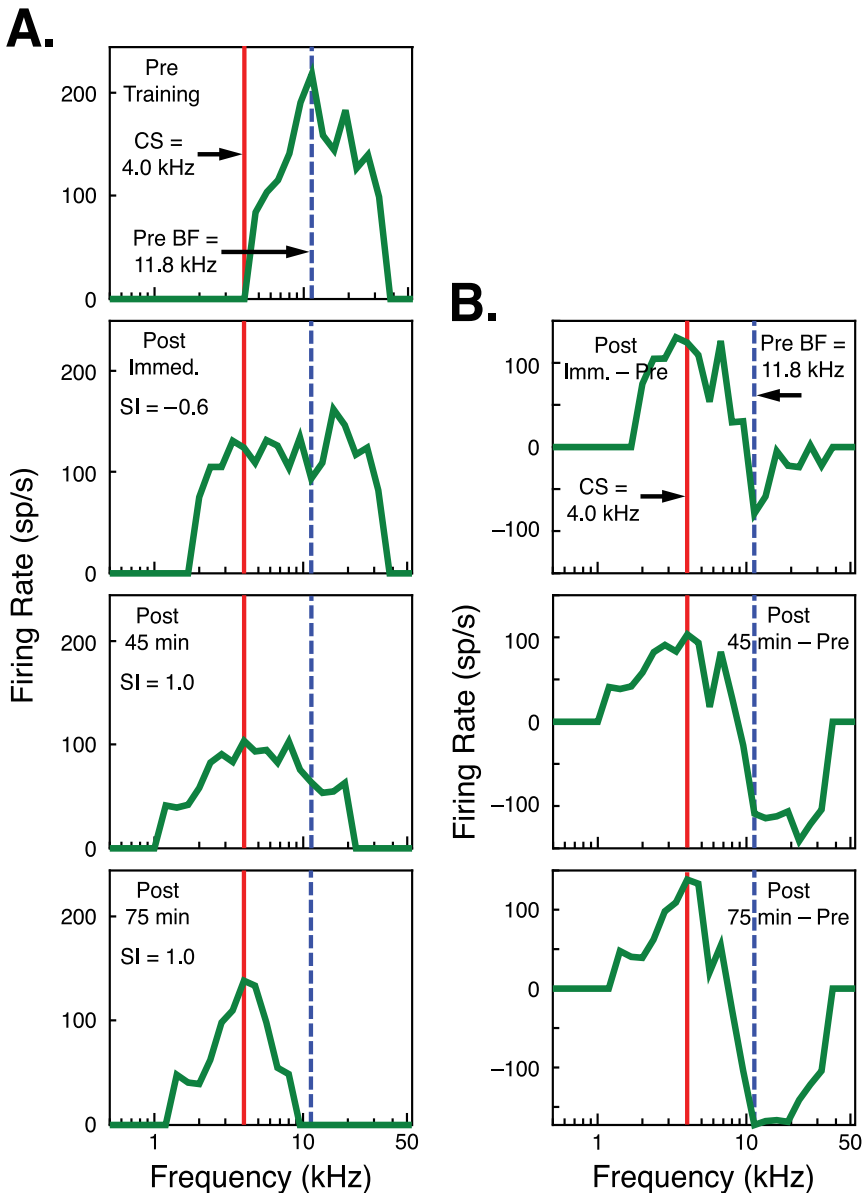 A.
Pre
Training
CS =
4.0 kHz
Pre BF =
11.8 kHz
200
100
0
Post
Immed.
SI = −0.6
200
100
0
Post
45 min
SI = 1.0
200
100
0
Post
75 min
SI = 1.0
200
100
0
1 10 50
Frequency (kHz)
Firing Rate (sp/s)
B.
Post
Imm. – Pre
Pre BF =
11.8 kHz
CS =
4.0 kHz
100
0
−100
Post
45 min – Pre
100
0
−100
Post
75 min – Pre
100
0
−100
1 10 50
Frequency (kHz)
Firing Rate (sp/s)